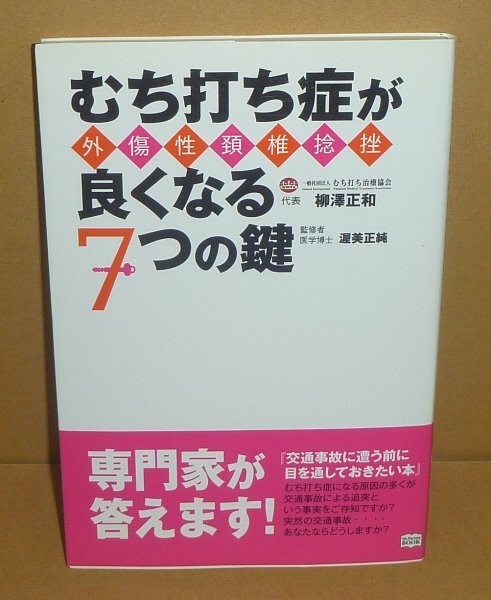 むち打ち症が
外傷性頚椎捻挫
良くなる
一般社団法人 むち打ち治療協会
代表 柳澤正和
7つの鍵
監修者
医学博士 渥美正純
専門家が
答えます!
『交通事故に遭う前に
目を通しておきたい本』
むち打ち症になる原因の多くが
交通事故による追突と
いう事実をご存知ですか?
突然の交通事故・・・・
あなたならどうしますか?
BOOK